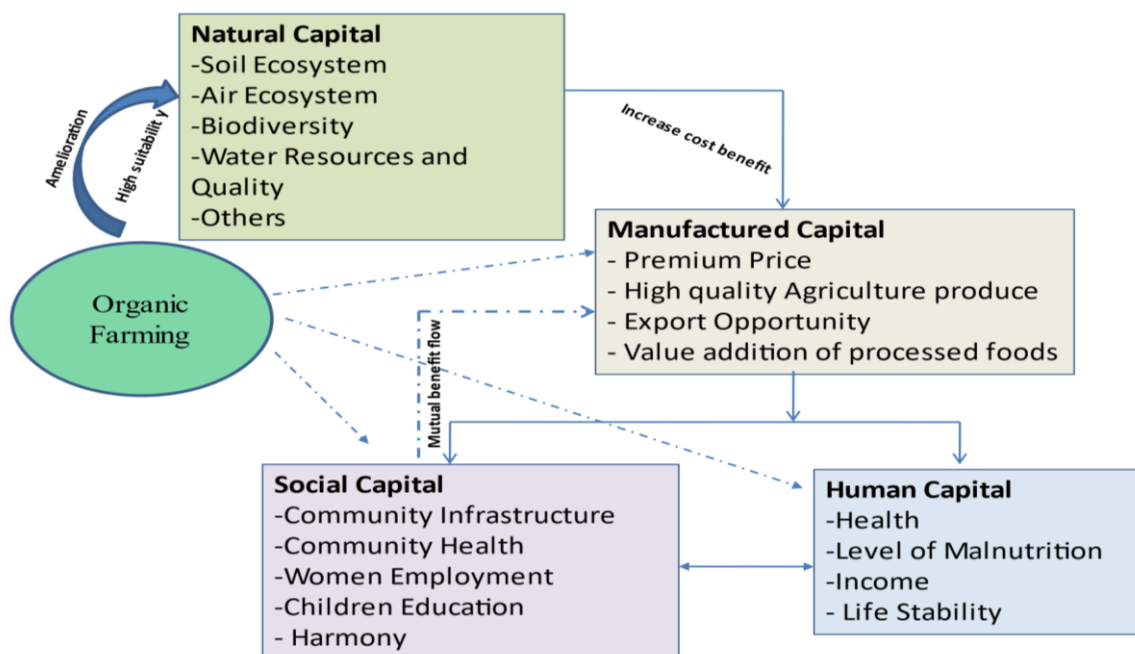 Natural Capital
-Soil Ecosystem
-Air Ecosystem
-Biodiversity
-Water Resources and
Quality
-Others
Amelioration
High suitabilit y
Increase cost benefit
Organic
Farming
Manufactured Capital
- Premium Price
- High quality Agriculture produce
- Export Opportunity
- Value addition of processed foods
Mutual benefit flow
Social Capital
-Community Infrastructure
-Community Health
-Women Employment
-Children Education
- Harmony
Human Capital
-Health
-Level of Malnutrition
-Income
- Life Stability